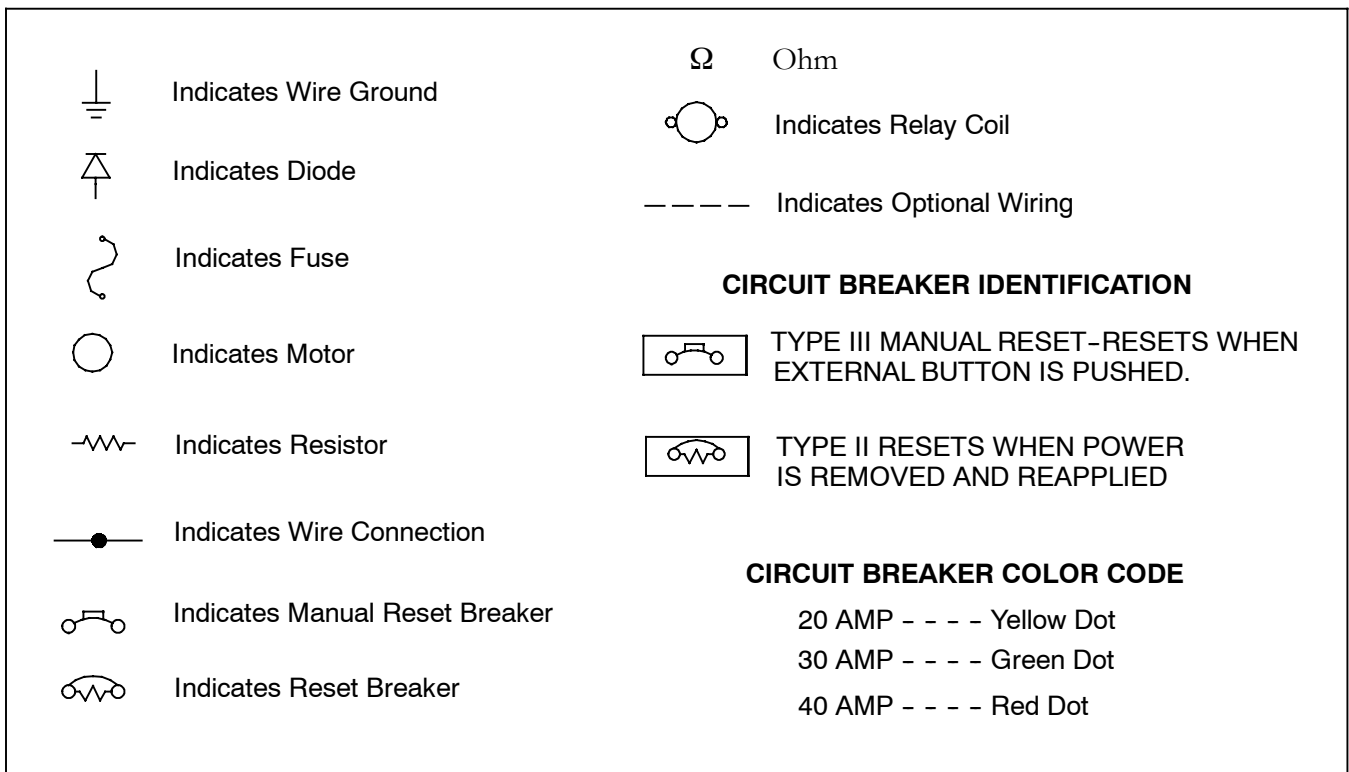 Indicates Wire Ground
Indicates Diode
Indicates Fuse
Indicates Motor
Indicates Resistor
Indicates Wire Connection
Indicates Manual Reset Breaker
Indicates Reset Breaker
Ω Ohm
Indicates Relay Coil
Indicates Optional Wiring
CIRCUIT BREAKER IDENTIFICATION
TYPE III MANUAL RESET-RESETS WHEN
EXTERNAL BUTTON IS PUSHED.
TYPE II RESETS WHEN POWER
IS REMOVED AND REAPPLIED
CIRCUIT BREAKER COLOR CODE
20 AMP - - - - Yellow Dot
30 AMP - - - - Green Dot
40 AMP - - - - Red Dot